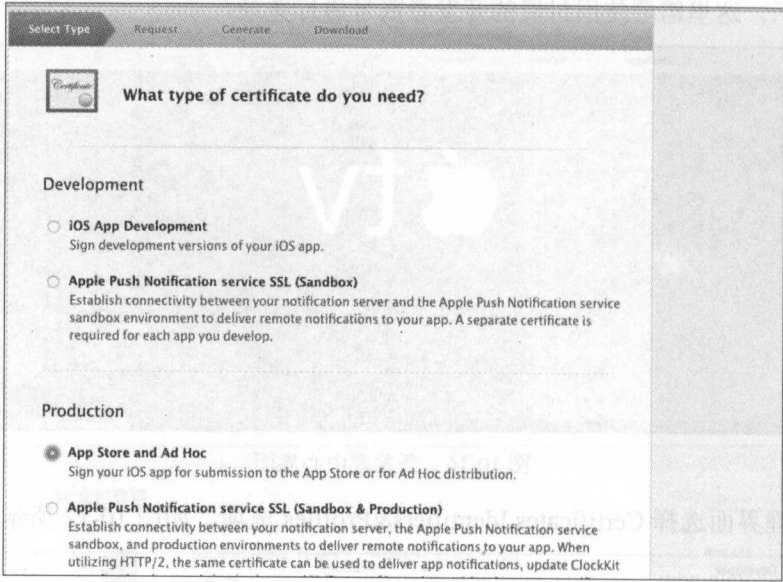 Select Type Request Generate Download
Certificate
What type of certificate do you need?
Development
iOS App Development
Sign development versions of your iOS app.
Apple Push Notification service SSL (Sandbox)
Establish connectivity between your notification server and the Apple Push Notification service
sandbox environment to deliver remote notifications to your app. A separate certificate is
required for each app you develop.
Production
App Store and Ad Hoc
Sign your iOS app for submission to the App Store or for Ad Hoc distribution.
Apple Push Notification service SSL (Sandbox & Production)
Establish connectivity between your notification server, the Apple Push Notification service
sandbox, and production environments to deliver remote notifications to your app. When
utilizing HTTP/2, the same certificate can be used to deliver app notifications, update ClockKit